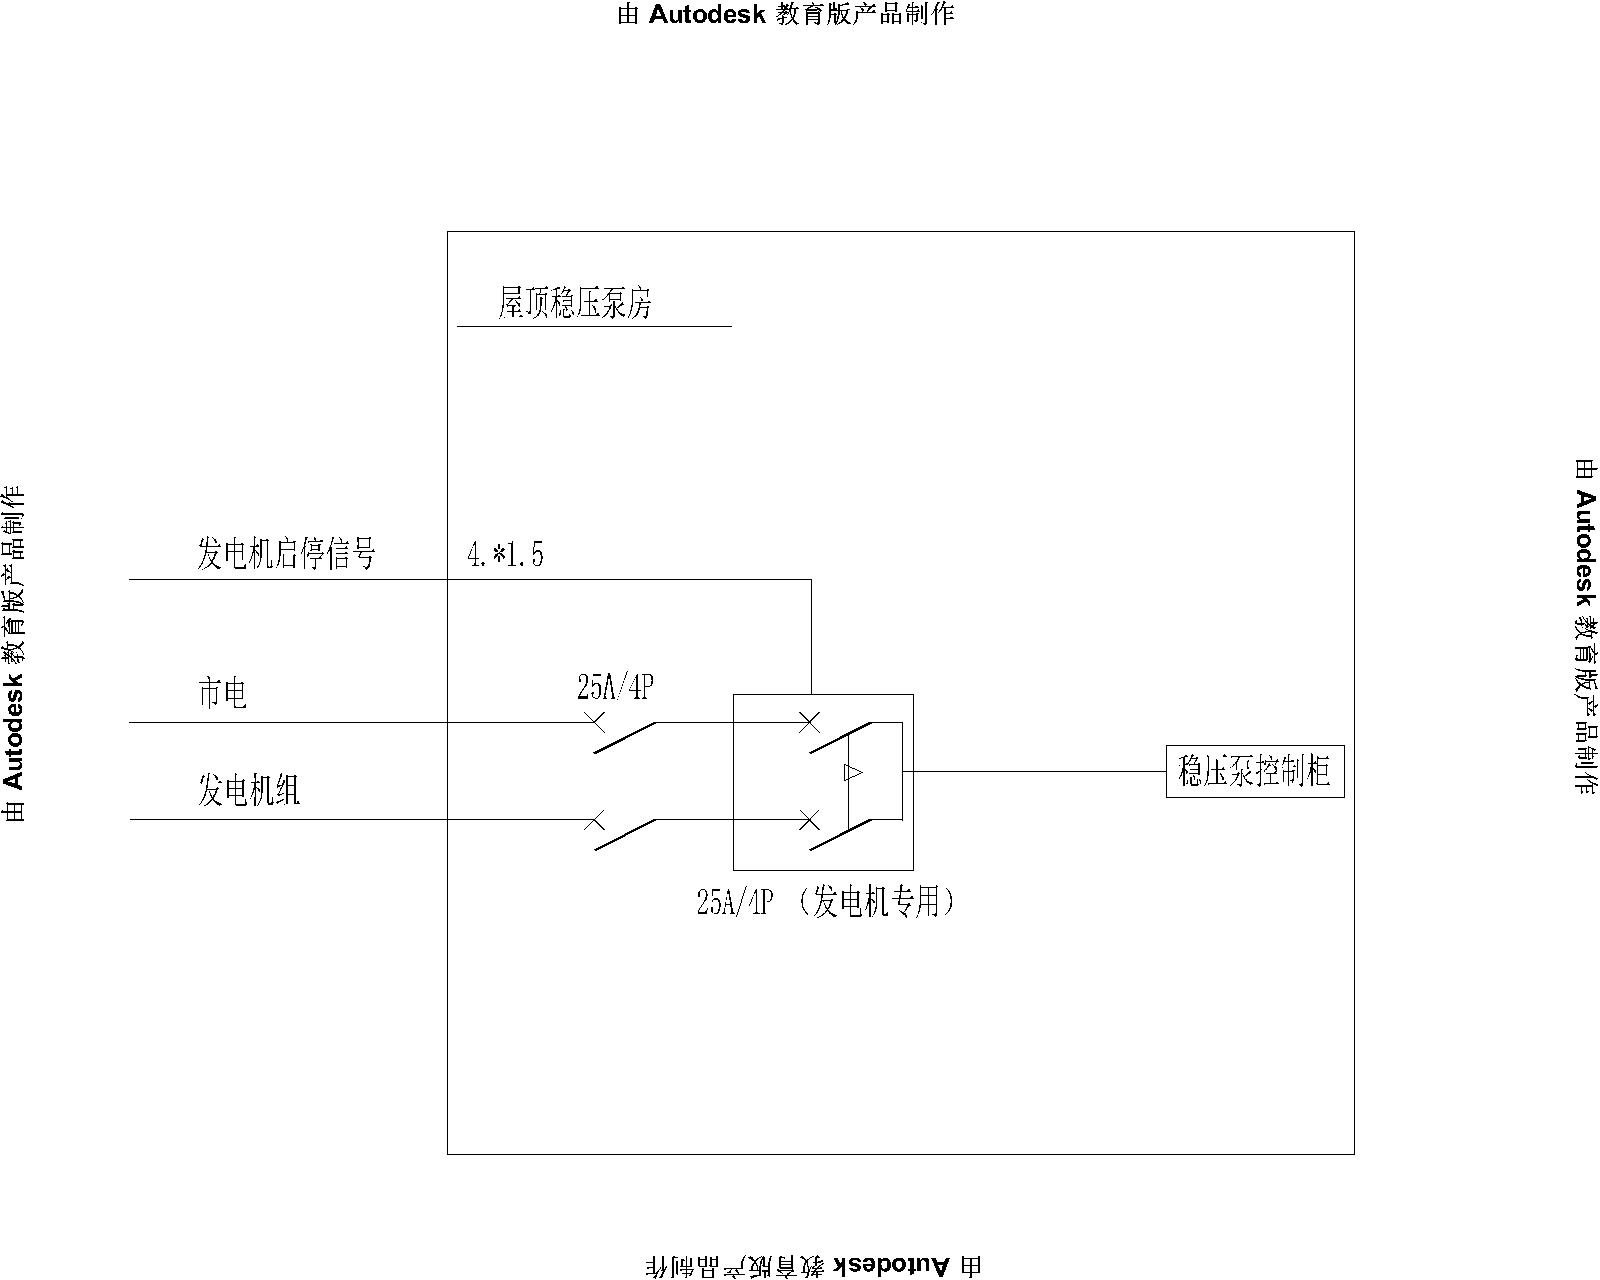 由 Autodesk 教育版产品制作
屋顶稳压泵房
发电机启停信号
4.*1.5
市电
25A/4P
发电机组
稳压泵控制柜
25A/4P （发电机专用）
由 Autodesk 教育版产品制作
由 Autodesk 教育版产品制作
由 Autodesk 教育版产品制作